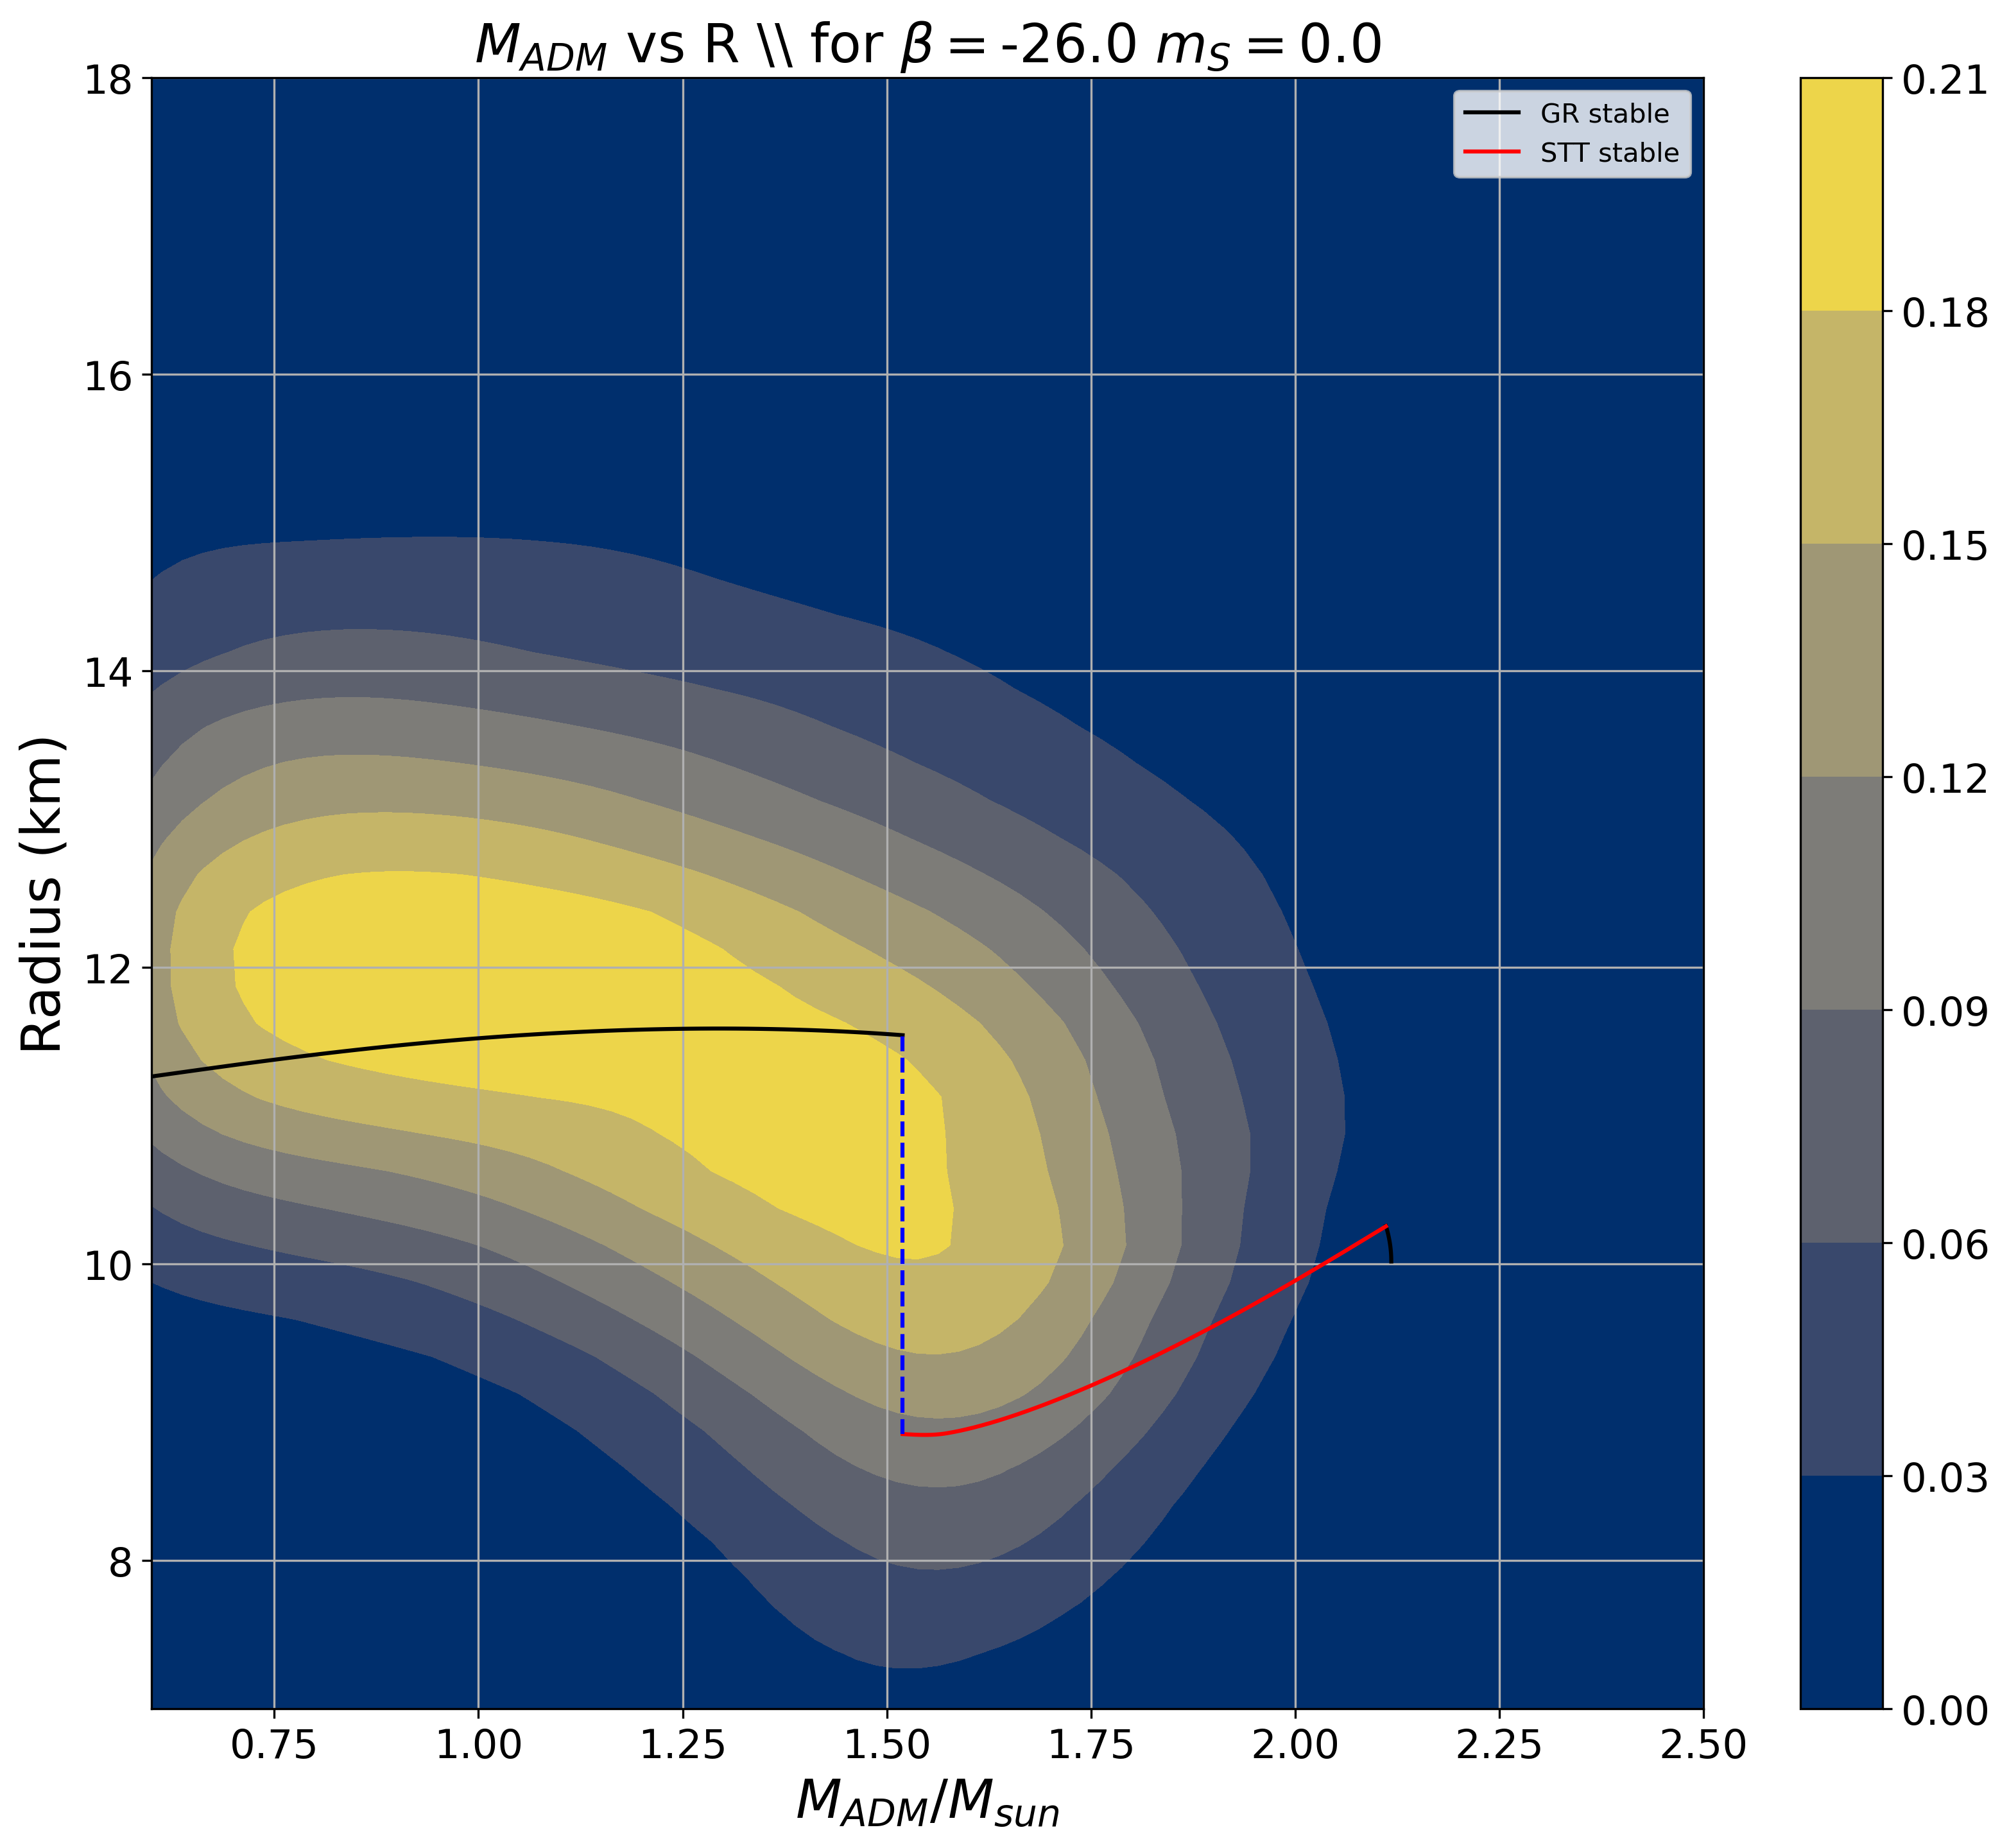 M_ADM vs R \\ for β = -26.0 m_S = 0.0
GR stable
STT stable
Radius (km)
18
16
14
12
10
8
0.75 1.00 1.25 1.50 1.75 2.00 2.25 2.50
M_ADM/M_sun
0.21
0.18
0.15
0.12
0.09
0.06
0.03
0.00